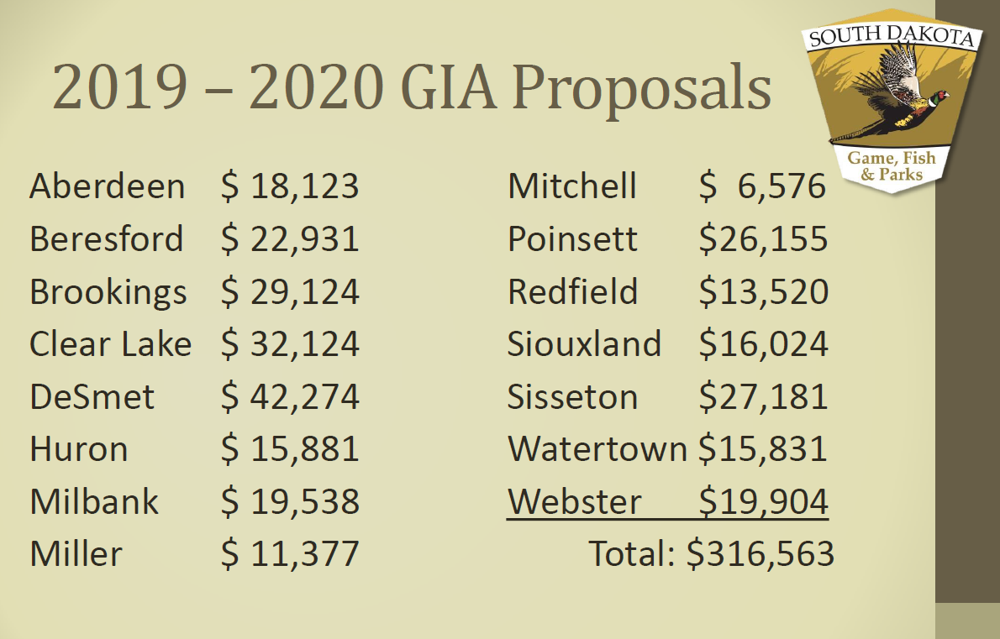 SOUTH DAKOTA
Game, Fish
& Parks
2019 – 2020 GIA Proposals
Aberdeen $ 18,123
Beresford $ 22,931
Brookings $ 29,124
Clear Lake $ 32,124
DeSmet $ 42,274
Huron $ 15,881
Milbank $ 19,538
Miller $ 11,377
Mitchell $ 6,576
Poinsett $26,155
Redfield $13,520
Siouxland $16,024
Sisseton $27,181
Watertown $15,831
Webster $19,904
Total: $316,563